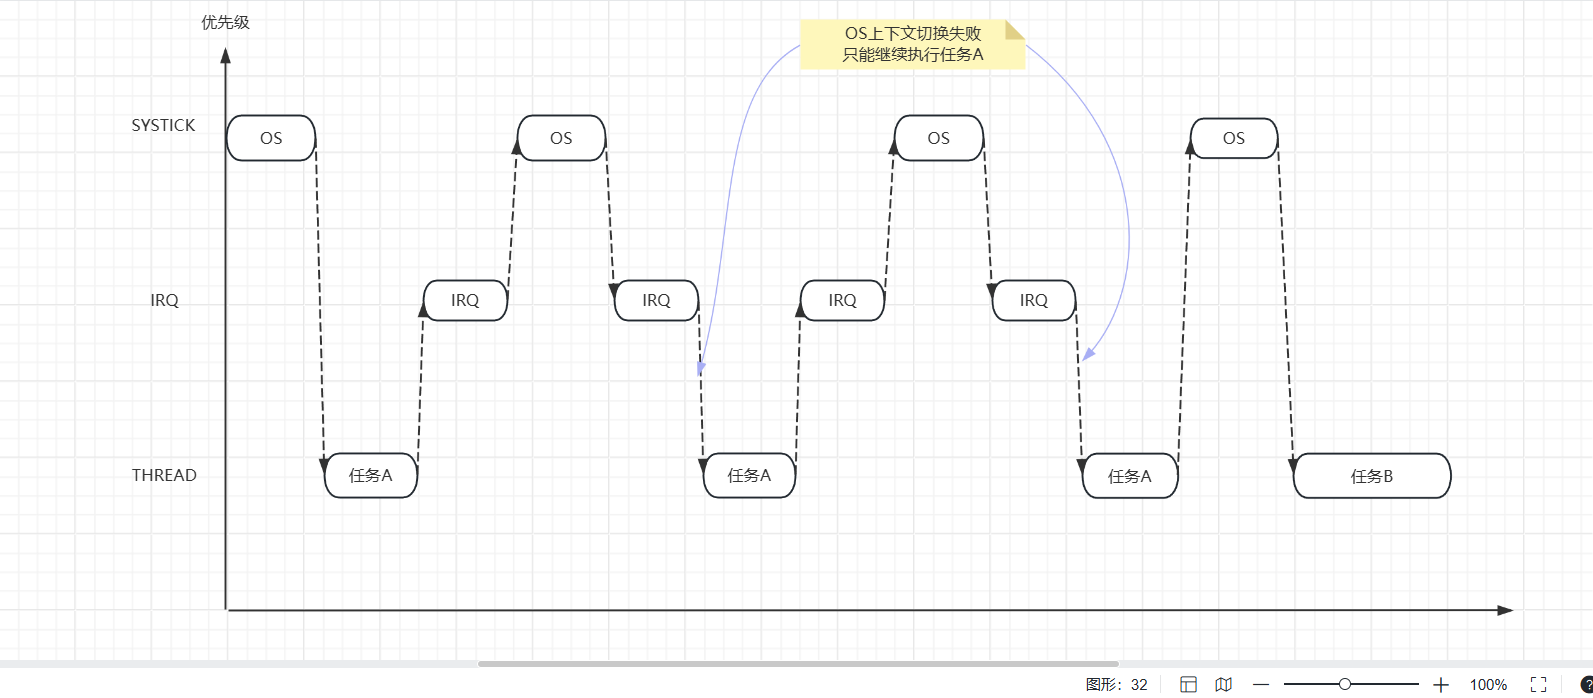 优先级
OS上下文切换失败
只能继续执行任务A
SYSTICK
OS
OS
OS
OS
IRQ
IRQ
IRQ
IRQ
IRQ
THREAD
任务A
任务A
任务A
任务B
图形：32
100%
?